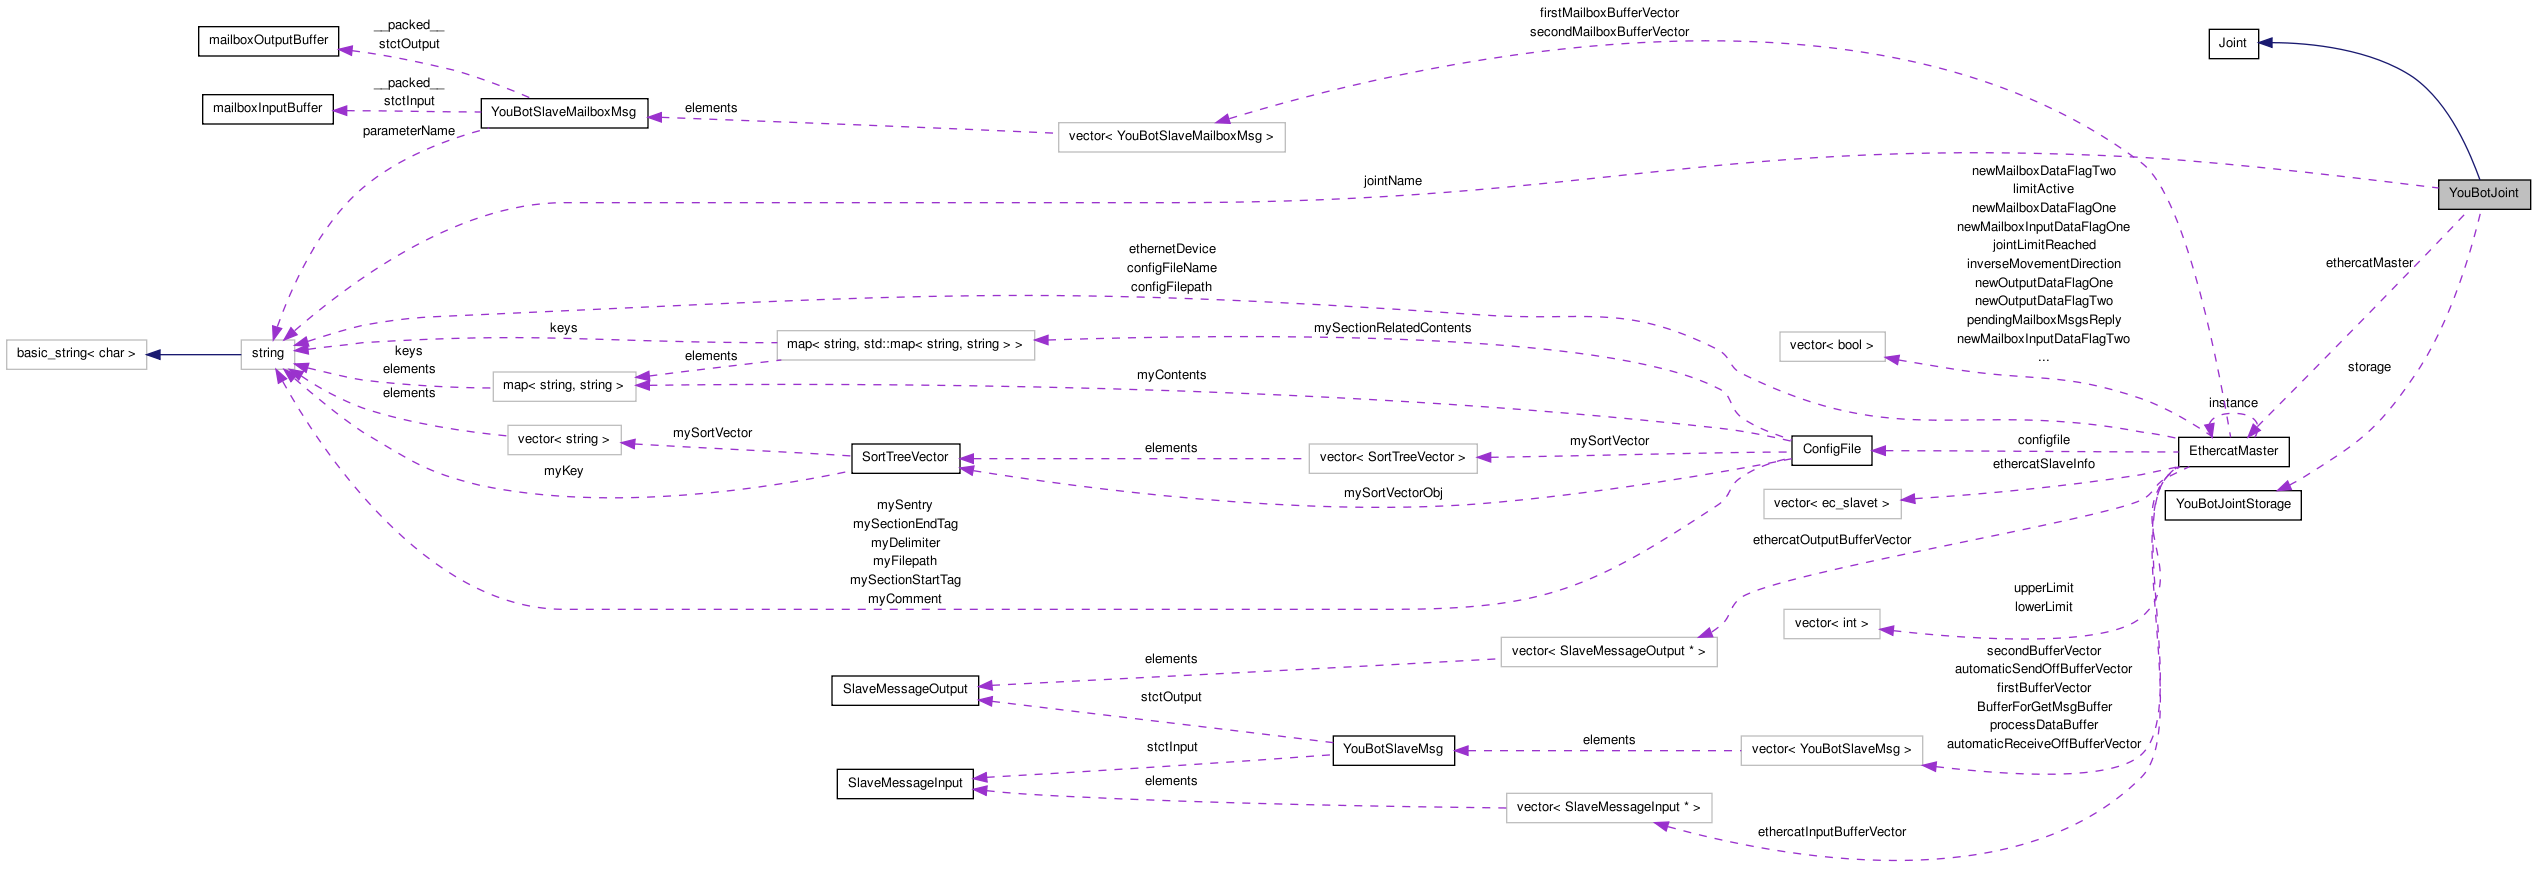 firstMailboxBufferVector
secondMailboxBufferVector
__packed__
stctOutput
mailboxOutputBuffer
Joint
__packed__
stctInput
mailboxInputBuffer
YouBotSlaveMailboxMsg
elements
parameterName
vector< YouBotSlaveMailboxMsg >
jointName
YouBotJoint
newMailboxDataFlagTwo
limitActive
newMailboxDataFlagOne
newMailboxInputDataFlagOne
jointLimitReached
inverseMovementDirection
newOutputDataFlagOne
newOutputDataFlagTwo
pendingMailboxMsgsReply
newMailboxInputDataFlagTwo
...
ethernetDevice
configFileName
configFilepath
ethercatMaster
basic_string< char >
string
keys
map< string, std::map< string, string > >
mySectionRelatedContents
vector< bool >
keys
elements
elements
map< string, string >
myContents
storage
elements
instance
vector< string >
mySortVector
SortTreeVector
elements
vector< SortTreeVector >
mySortVector
ConfigFile
configfile
EthercatMaster
myKey
mySortVectorObj
ethercatSlaveInfo
vector< ec_slavet >
YouBotJointStorage
mySentry
mySectionEndTag
myDelimiter
myFilepath
mySectionStartTag
myComment
ethercatOutputBufferVector
upperLimit
lowerLimit
vector< int >
elements
vector< SlaveMessageOutput * >
SlaveMessageOutput
stctOutput
secondBufferVector
automaticSendOffBufferVector
firstBufferVector
BufferForGetMsgBuffer
processDataBuffer
automaticReceiveOffBufferVector
stctInput
YouBotSlaveMsg
elements
vector< YouBotSlaveMsg >
SlaveMessageInput
elements
vector< SlaveMessageInput * >
ethercatInputBufferVector